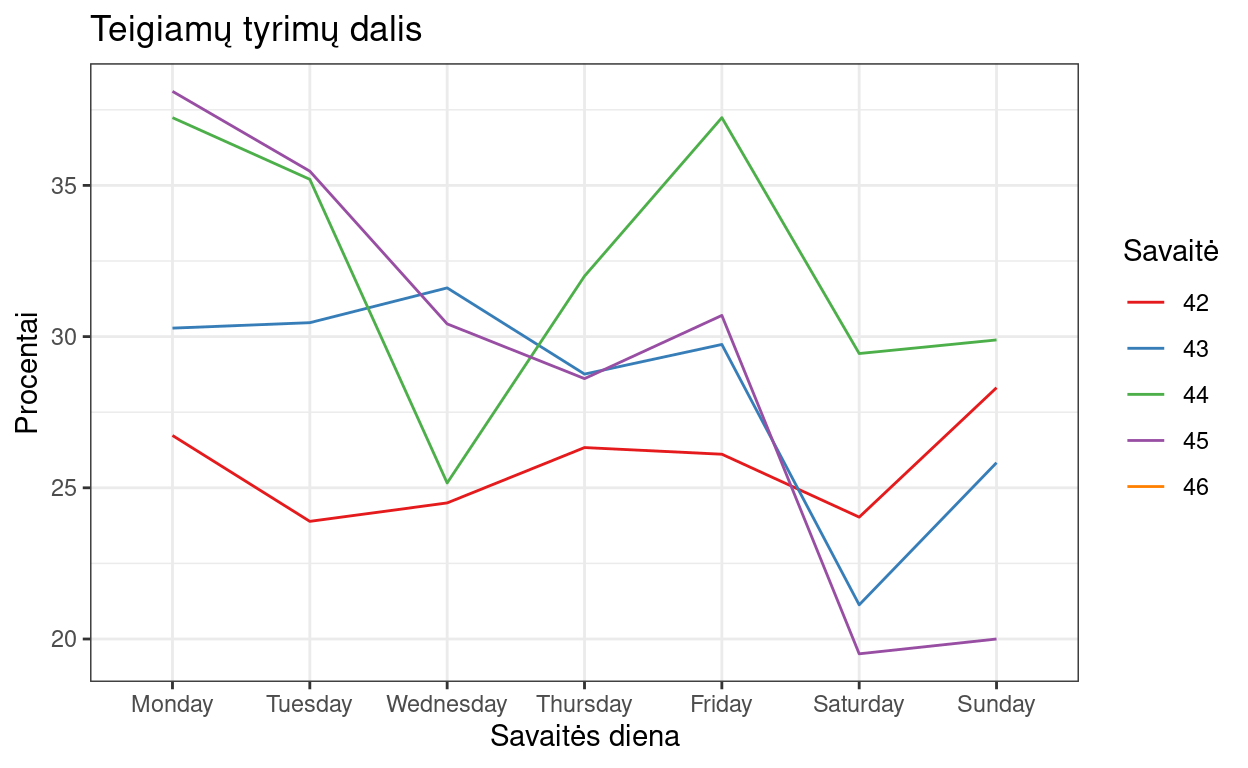 Teigiamų tyrimų dalis
Procentai
35
30
25
20
Monday Tuesday Wednesday Thursday Friday Saturday Sunday
Savaitės diena
Savaitė
42
43
44
45
46